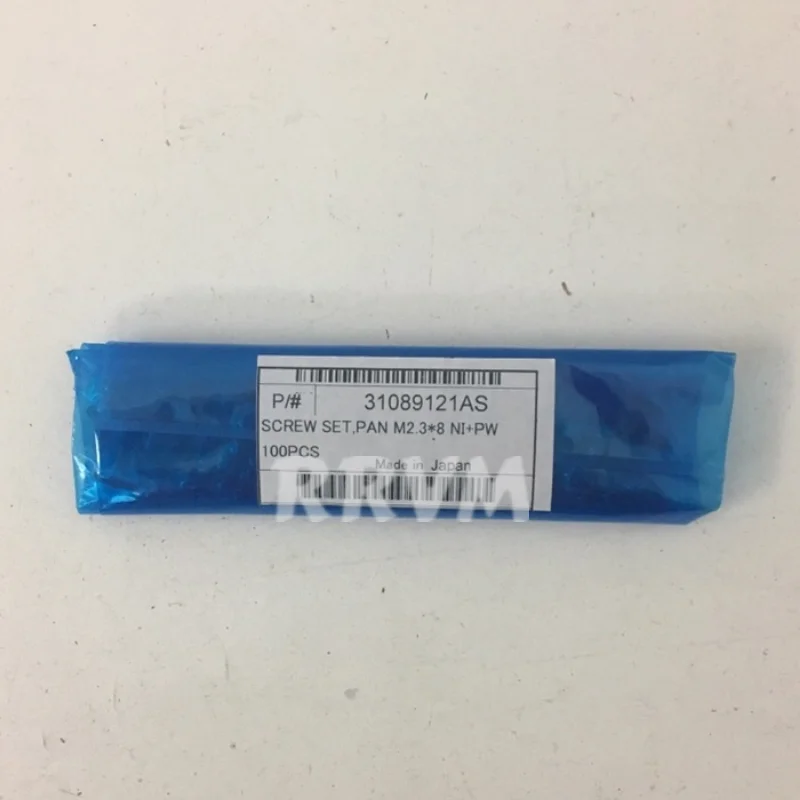 P/# 31089121AS
SCREW SET,PAN M2.3*8 NI+PW
100PCS
Made in Japan
RRVM